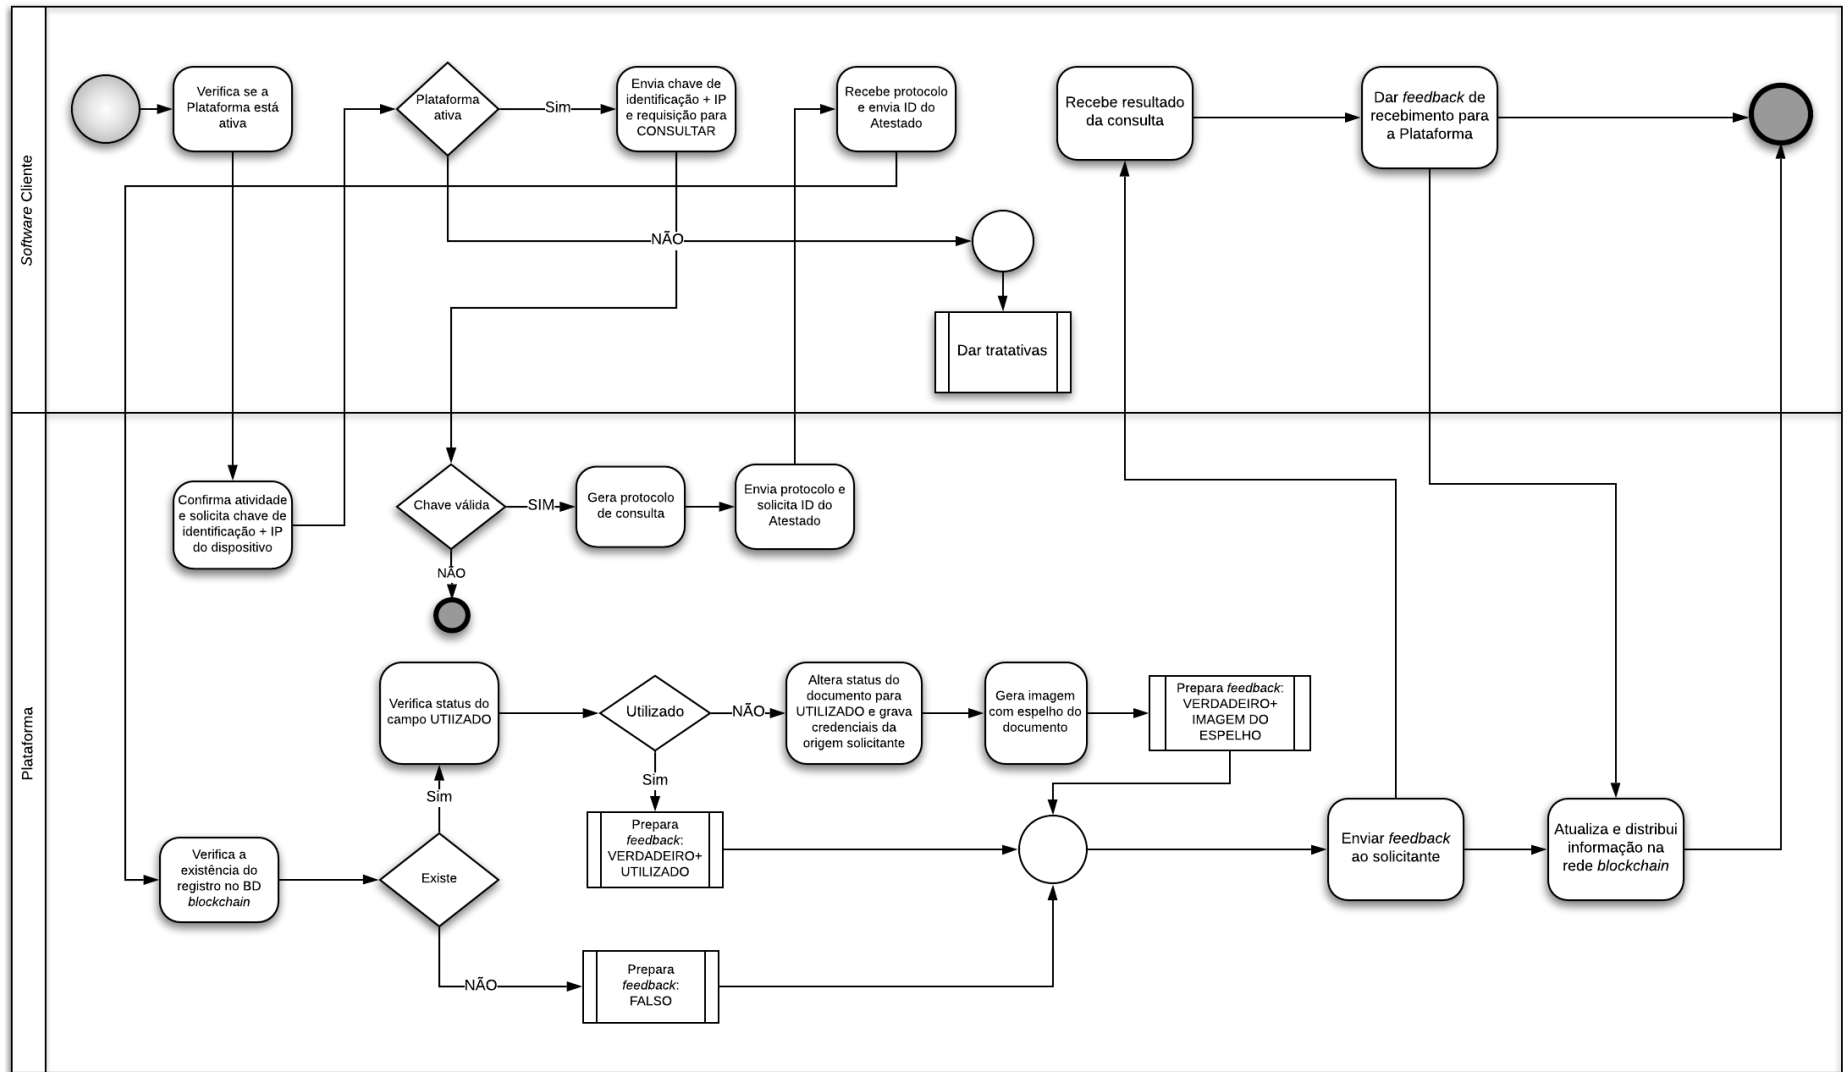 Software Cliente
Verifica se a
Plataforma está
ativa
Plataforma
ativa
Sim
Envia chave de
identificação + IP
e requisição para
CONSULTAR
Recebe protocolo
e envia ID do
Atestado
Recebe resultado
da consulta
Dar feedback de
recebimento para
a Plataforma
NÃO
Dar tratativas
Plataforma
Confirma atividade
e solicita chave de
identificação + IP
do dispositivo
Chave válida
SIM
Gera protocolo
de consulta
Envia protocolo e
solicita ID do
Atestado
NÃO
Verifica status do
campo UTIIZADO
Utilizado
NÃO
Altera status do
documento para
UTILIZADO e grava
credenciais da
origem solicitante
Gera imagem
com espelho do
documento
Prepara feedback:
VERDADEIRO+
IMAGEM DO
ESPELHO
Sim
Sim
Prepara
feedback:
VERDADEIRO+
UTILIZADO
Verifica a
existência do
registro no BD
blockchain
Existe
Enviar feedback
ao solicitante
Atualiza e distribui
informação na
rede blockchain
NÃO
Prepara
feedback:
FALSO